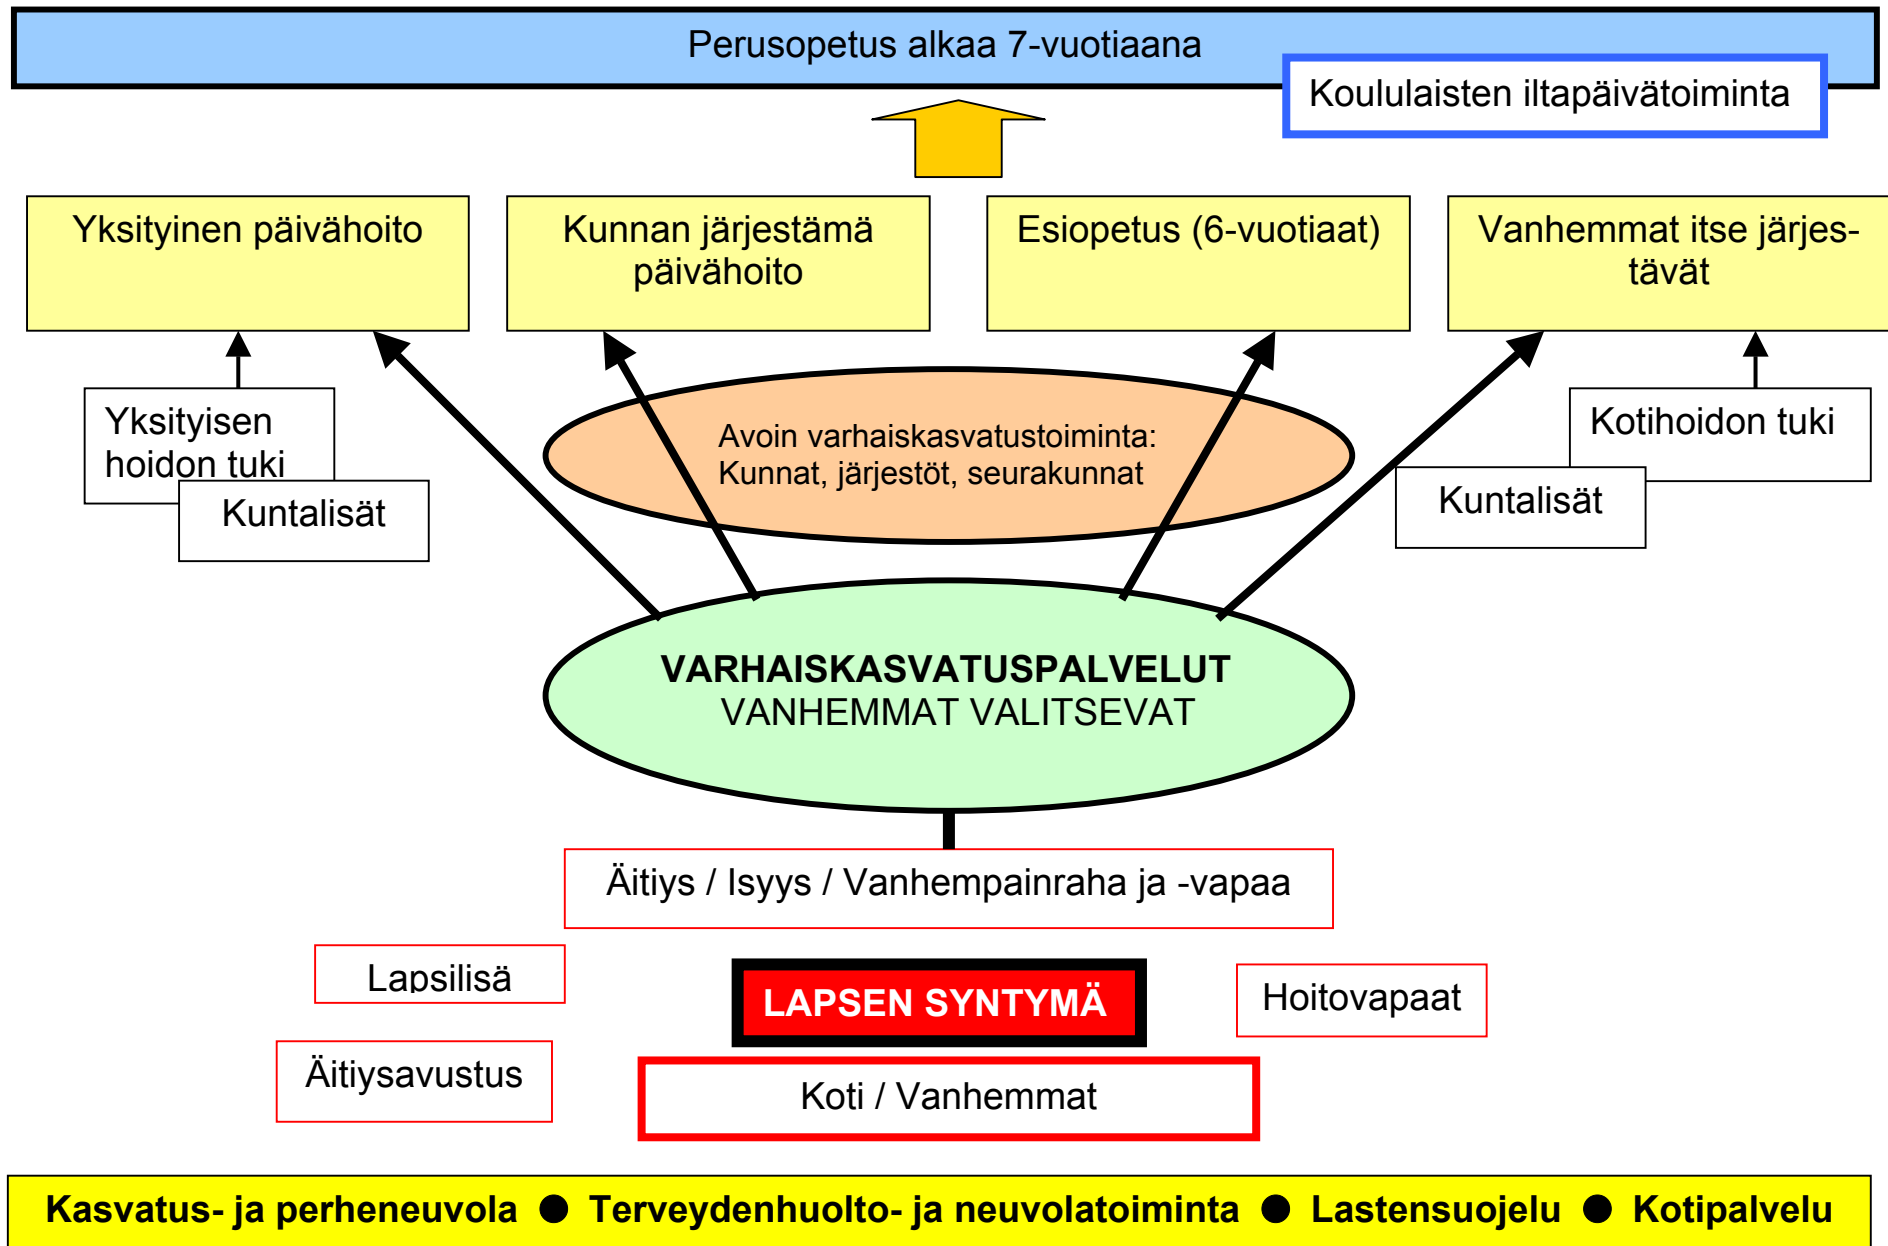 Perusopetus alkaa 7-vuotiaana
Koululaisten iltapäivätoiminta
Yksityinen päivähoito
Kunnan järjestämä
päivähoito
Esiopetus (6-vuotiaat)
Vanhemmat itse järjes-
tävät
Yksityisen
hoidon tuki
Kuntalisät
Avoin varhaiskasvatustoiminta:
Kunnat, järjestöt, seurakunnat
Kotihoidon tuki
Kuntalisät
VARHAISKASVATUSPALVELUT
VANHEMMAT VALITSEVAT
Äitiys / Isyys / Vanhempainraha ja -vapaa
Lapsilisä
LAPSEN SYNTYMÄ
Hoitovapaat
Äitiysavustus
Koti / Vanhemmat
Kasvatus- ja perheneuvola ● Terveydenhuolto- ja neuvolatoiminta ● Lastensuojelu ● Kotipalvelu